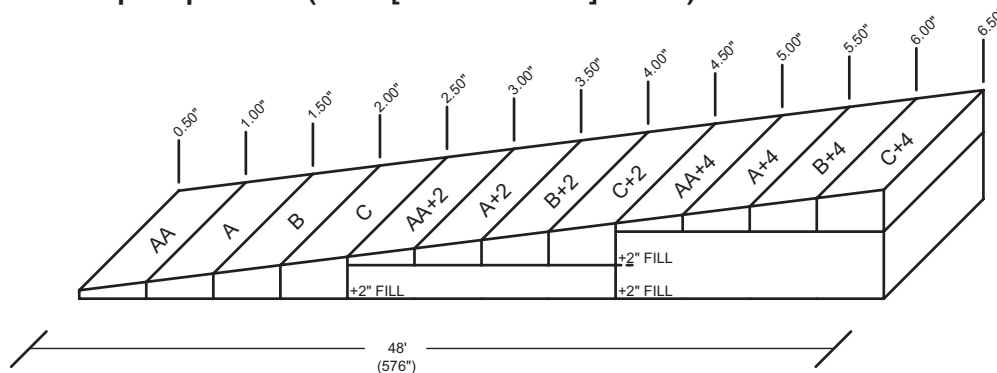 0.50"
1.00"
1.50"
2.00"
2.50"
3.00"
3.50"
4.00"
4.50"
5.00"
5.50"
6.00"
6.50"
AA
A
B
C
AA+2
A+2
B+2
C+2
AA+4
A+4
B+4
C+4
+2" FILL
+2" FILL
+2" FILL
48'
(576")